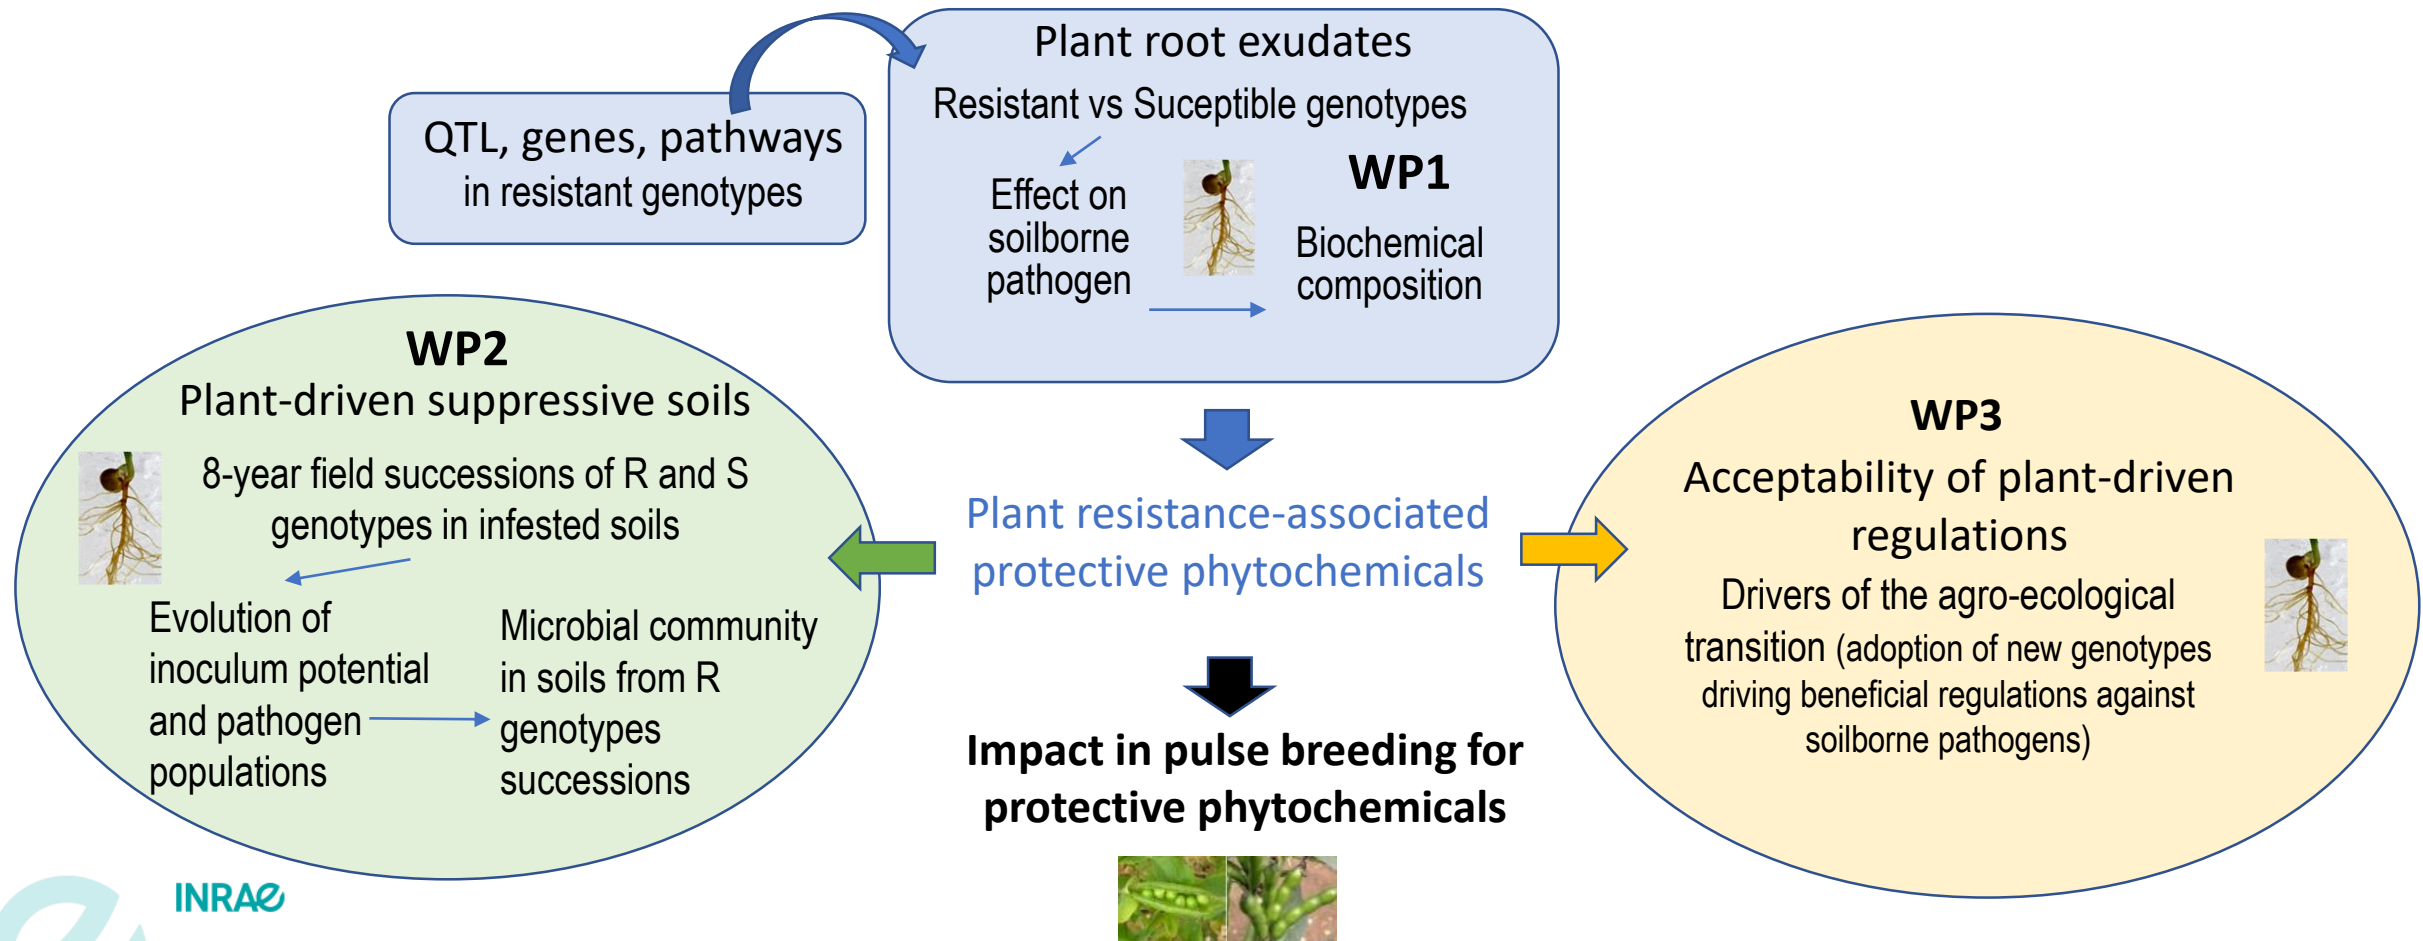 QTL, genes, pathways
in resistant genotypes
Plant root exudates
Resistant vs Suceptible genotypes
Effect on
soilborne
pathogen
WP1
Biochemical
composition
WP2
Plant-driven suppressive soils
8-year field successions of R and S
genotypes in infested soils
Evolution of
inoculum potential
and pathogen
populations
Microbial community
in soils from R
genotypes
successions
Plant resistance-associated
protective phytochemicals
Impact in pulse breeding for
protective phytochemicals
WP3
Acceptability of plant-driven
regulations
Drivers of the agro-ecological
transition (adoption of new genotypes
driving beneficial regulations against
soilborne pathogens)
INRAE